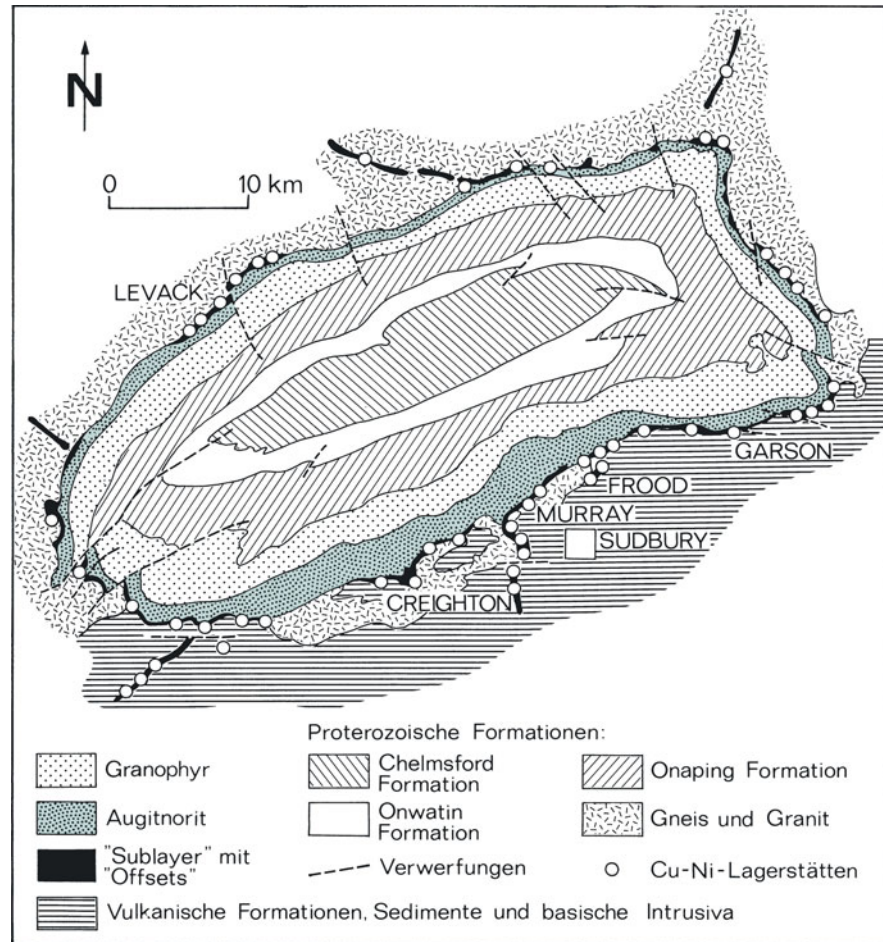 N
0 10 km
LEVACK
GARSON
FROOD
MURRAY
SUDBURY
CREIGHTON
Proterozoische Formationen:
Granophyr
Chelmsford
Formation
Onaping Formation
Augitnorit
Onwatin
Formation
Gneis und Granit
"Sublayer" mit
"Offsets"
Verwerfungen
Cu-Ni-Lagerstätten
Vulkanische Formationen, Sedimente und basische Intrusiva